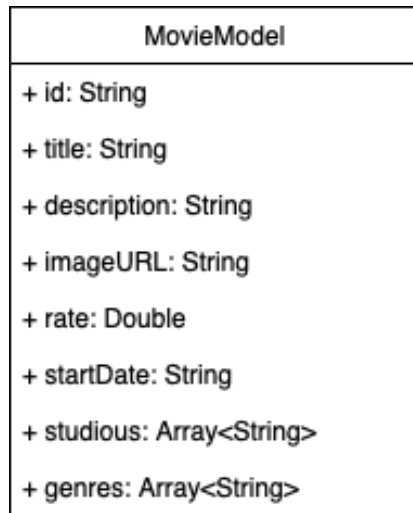 MovieModel
+ id: String
+ title: String
+ description: String
+ imageURL: String
+ rate: Double
+ startDate: String
+ studious: Array<String>
+ genres: Array<String>